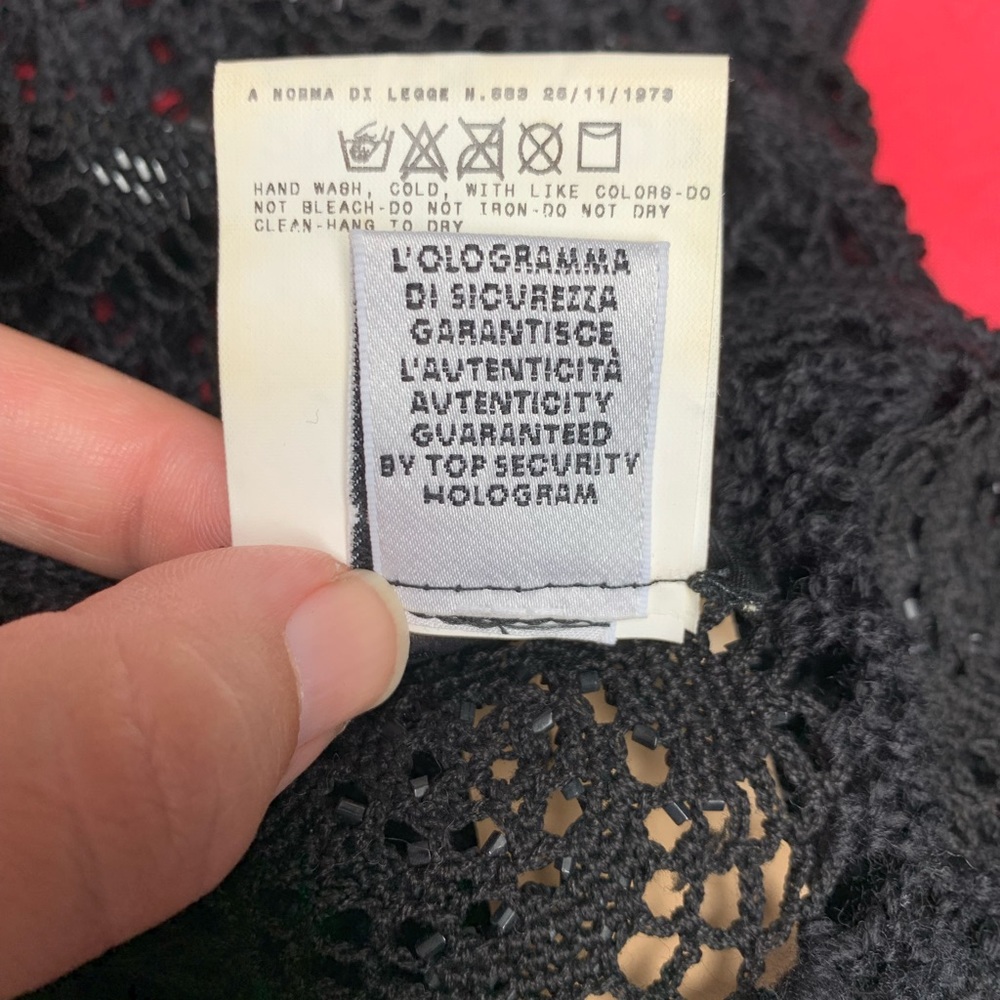 A NORMA DI LEGGE N.883 26/11/1973
HAND WASH, COLD, WITH LIKE COLORS-DO
NOT BLEACH-DO NOT IRON-DO NOT DRY
CLEAN-HANG TO DRY
L'OLOGRAMMA
DI SICUREZZA
GARANTISCE
L'AUTENTICITÀ
AUTENTICITY
GUARANTEED
BY TOP SECURITY
HOLOGRAM